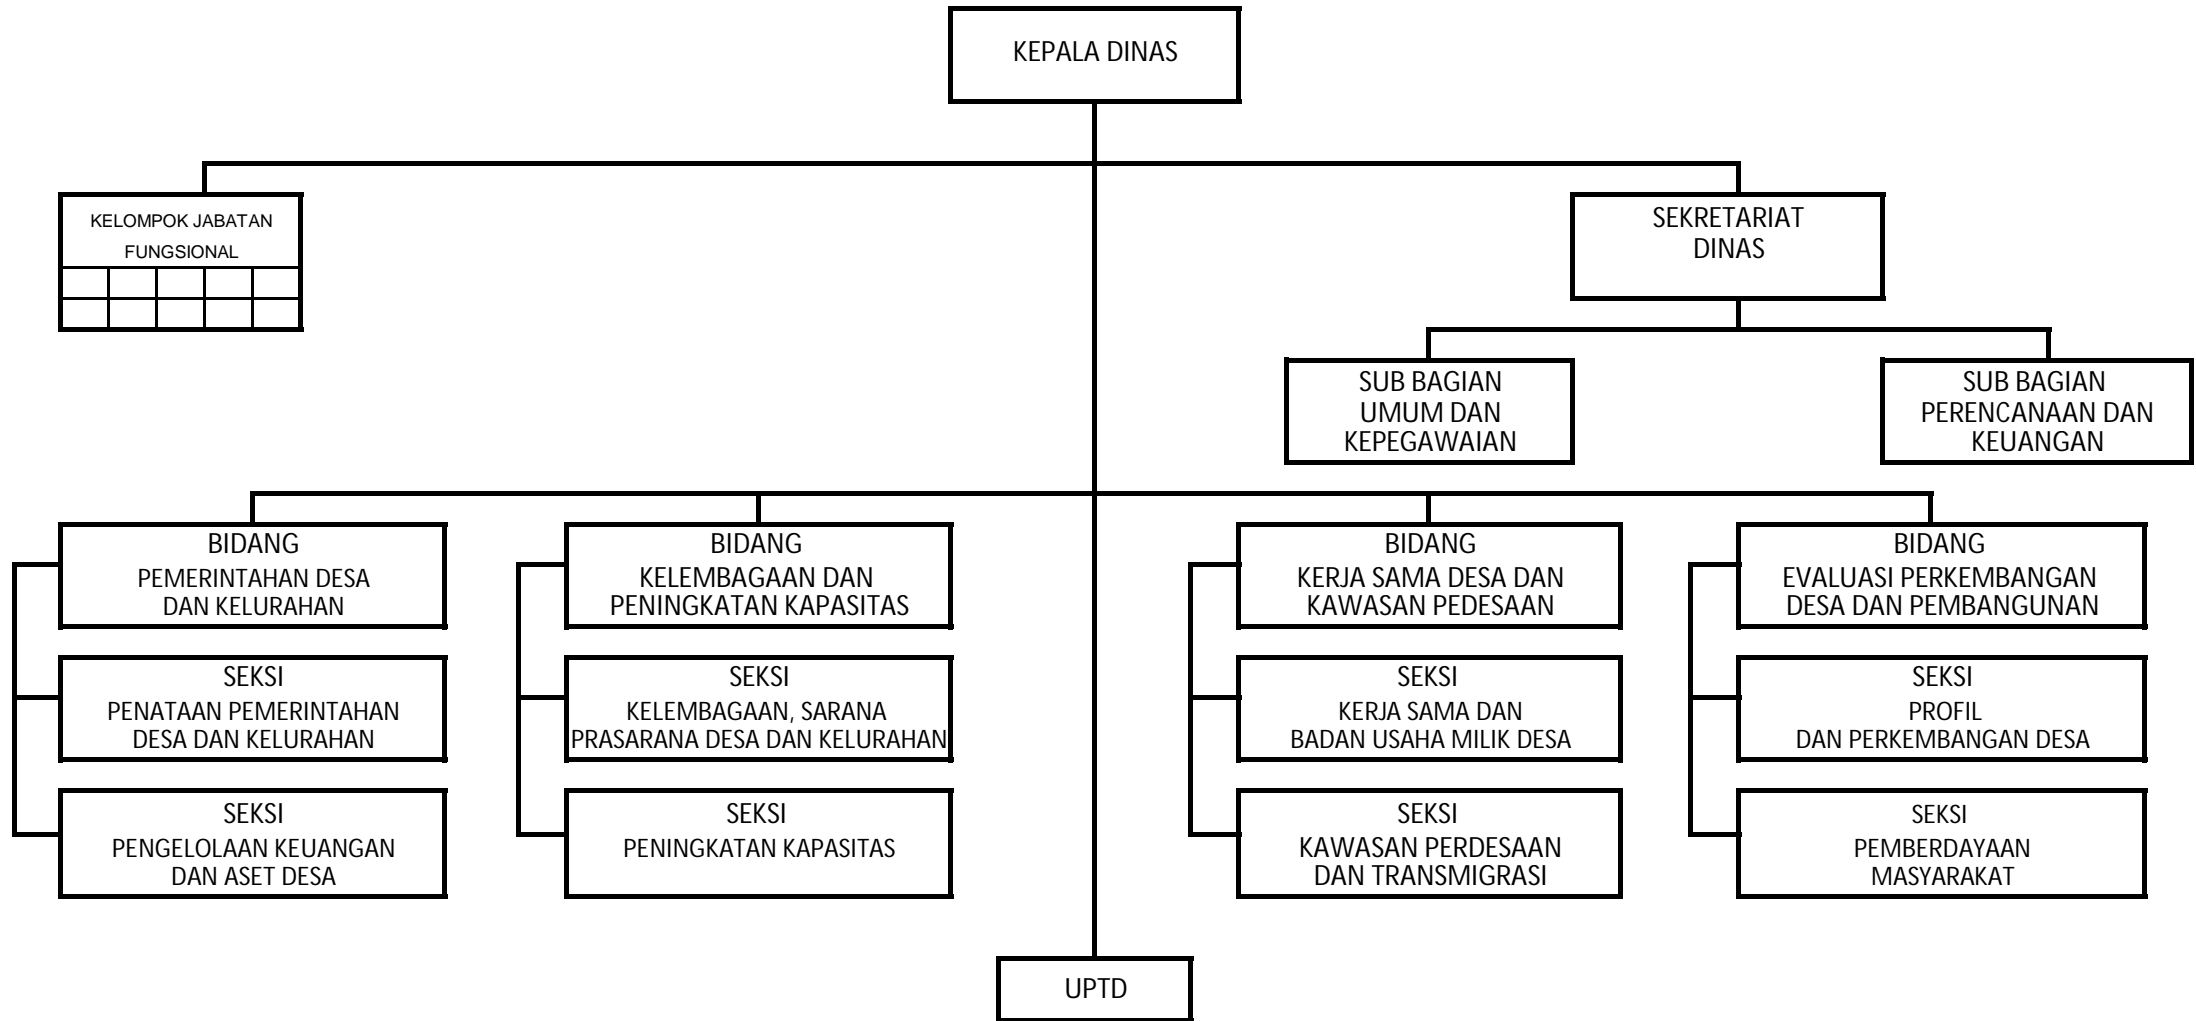 KEPALA DINAS
KELOMPOK JABATAN
FUNGSIONAL
SEKRETARIAT
DINAS
SUB BAGIAN
UMUM DAN
KEPEGAWAIAN
SUB BAGIAN
PERENCANAAN DAN
KEUANGAN
BIDANG
PEMERINTAHAN DESA
DAN KELURAHAN
BIDANG
KELEMBAGAAN DAN
PENINGKATAN KAPASITAS
BIDANG
KERJA SAMA DESA DAN
KAWASAN PEDESAAN
BIDANG
EVALUASI PERKEMBANGAN
DESA DAN PEMBANGUNAN
SEKSI
PENATAAN PEMERINTAHAN
DESA DAN KELURAHAN
SEKSI
KELEMBAGAAN, SARANA
PRASARANA DESA DAN KELURAHAN
SEKSI
KERJA SAMA DAN
BADAN USAHA MILIK DESA
SEKSI
PROFIL
DAN PERKEMBANGAN DESA
SEKSI
PENGELOLAAN KEUANGAN
DAN ASET DESA
SEKSI
PENINGKATAN KAPASITAS
SEKSI
KAWASAN PERDESAAN
DAN TRANSMIGRASI
SEKSI
PEMBERDAYAAN
MASYARAKAT
UPTD